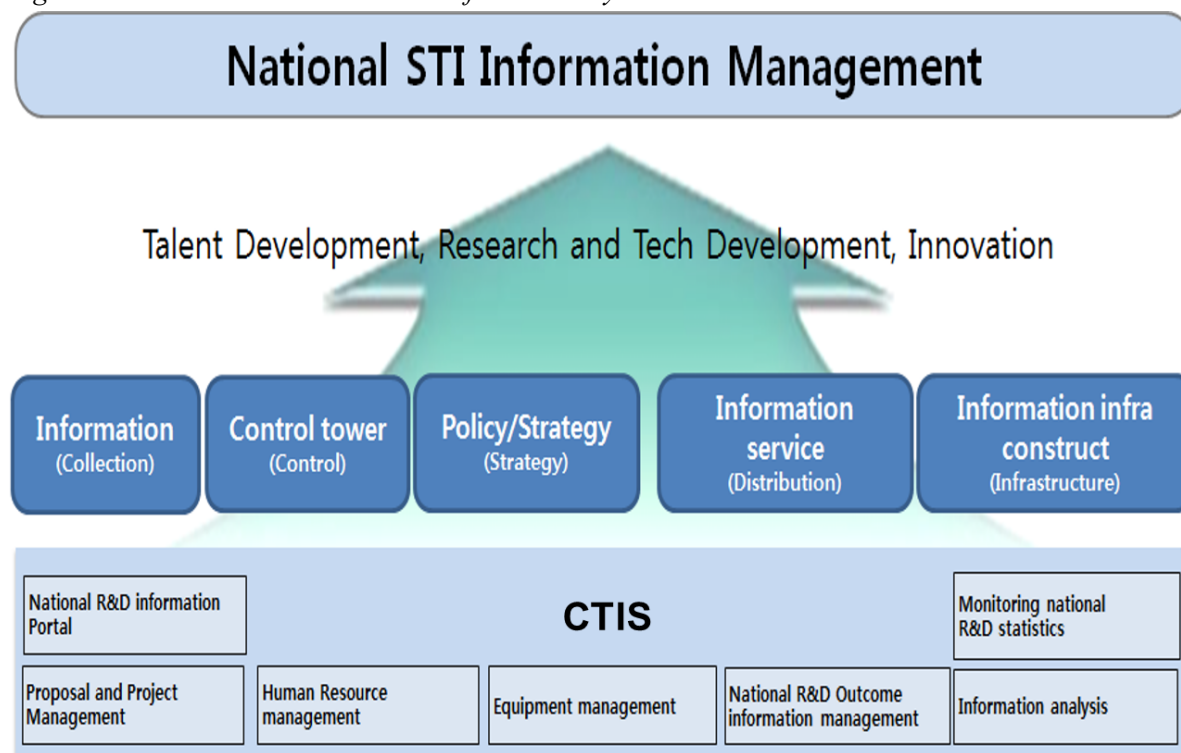 National STI Information Management
Talent Development, Research and Tech Development, Innovation
Information
(Collection)
Control tower
(Control)
Policy/Strategy
(Strategy)
Information
service
(Distribution)
Information infra
construct
(Infrastructure)
National R&D information
Portal
CTIS
Monitoring national
R&D statistics
Proposal and Project
Management
Human Resource
management
Equipment management
National R&D Outcome
information management
Information analysis